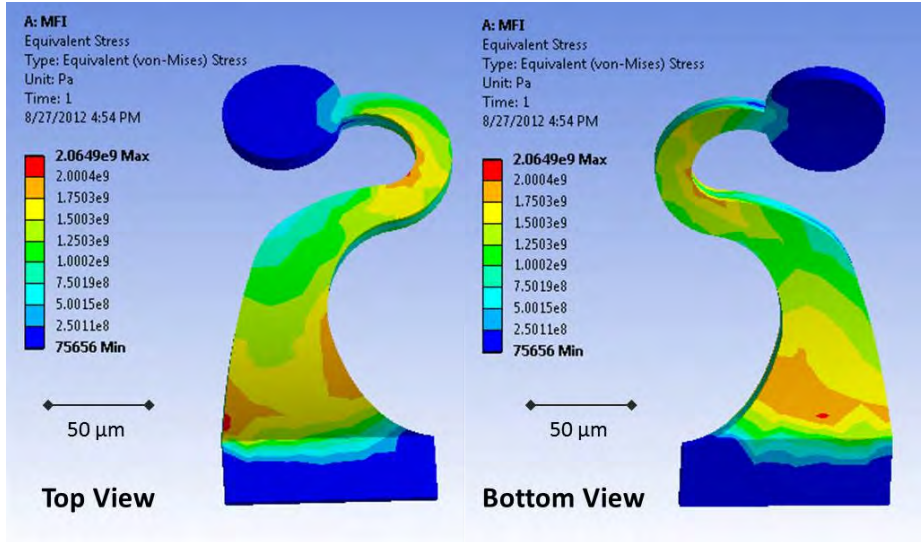 A: MFI
Equivalent Stress
Type: Equivalent (von-Mises) Stress
Unit: Pa
Time: 1
8/27/2012 4:54 PM
2.0649e9 Max
2.0004e9
1.7503e9
1.5003e9
1.2503e9
1.0002e9
7.5019e8
5.0015e8
2.5011e8
75656 Min
50 μm
Top View
A: MFI
Equivalent Stress
Type: Equivalent (von-Mises) Stress
Unit: Pa
Time: 1
8/27/2012 4:54 PM
2.0649e9 Max
2.0004e9
1.7503e9
1.5003e9
1.2503e9
1.0002e9
7.5019e8
5.0015e8
2.5011e8
75656 Min
50 μm
Bottom View